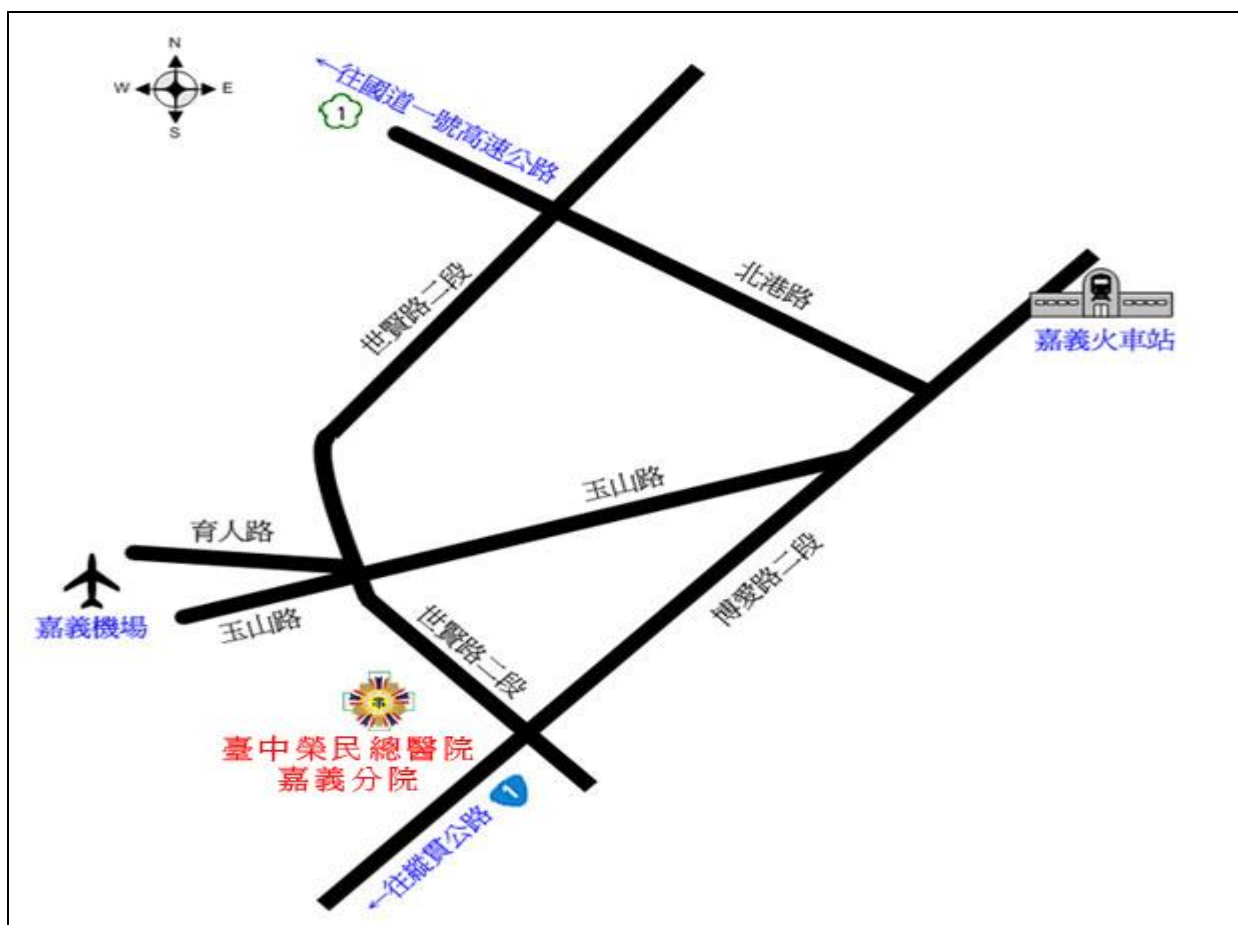 N
W
E
S
←往國道一號高速公路
1
世賢路二段
北港路
嘉義火車站
玉山路
育人路
博愛路二段
嘉義機場
玉山路
世賢路二段
臺中榮民總醫院
嘉義分院
1
←往縱貫公路